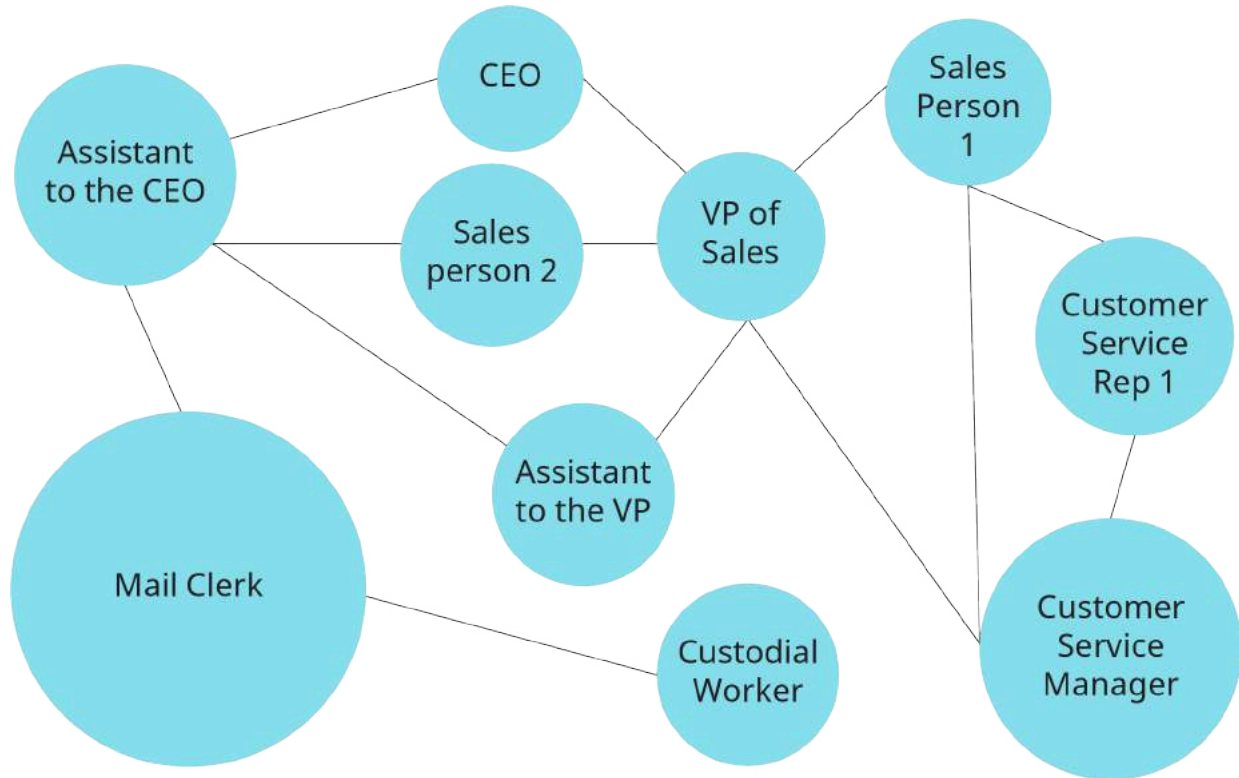 CEO
Sales
Person
1
Assistant
to the CEO
Sales
person 2
VP of
Sales
Customer
Service
Rep 1
Assistant
to the VP
Mail Clerk
Custodial
Worker
Customer
Service
Manager